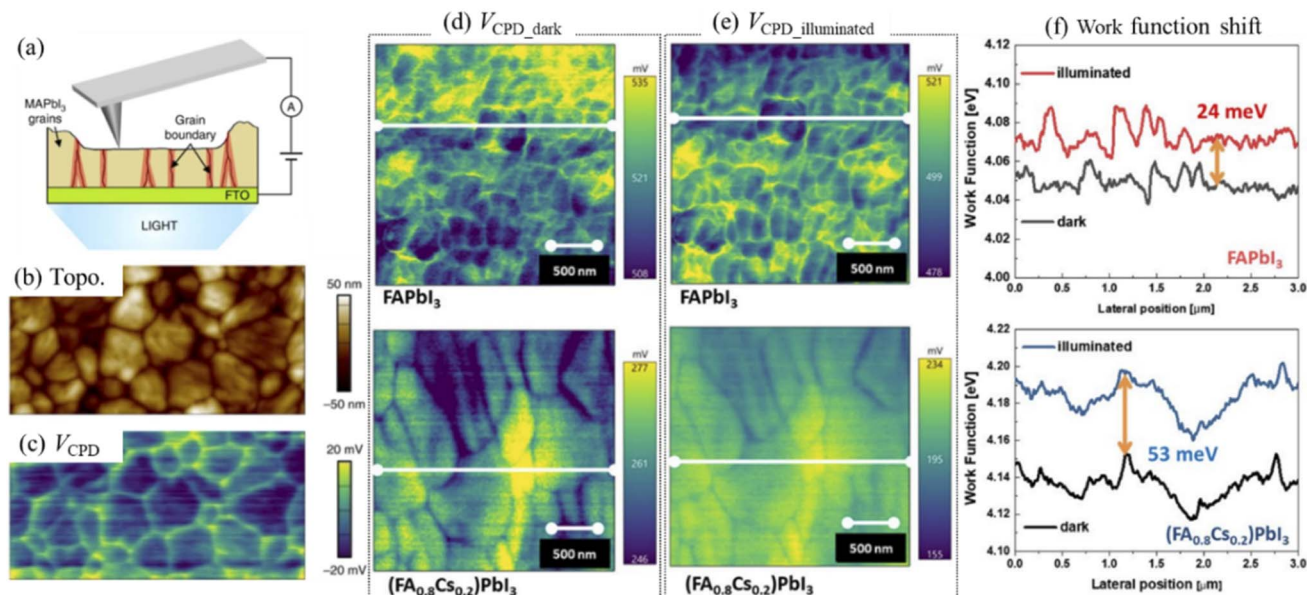 (a)
MAPbI₃
grains
Grain
boundary
A
FTO
LIGHT
(b) Topo.
50 nm
−50 nm
(c) V_CPD
20 mV
−20 mV
(d) V_CPD_dark
mV
535
521
508
500 nm
FAPbI₃
mV
277
261
246
500 nm
(FA₀.₈Cs₀.₂)PbI₃
(e) V_CPD_illuminated
mV
521
499
478
500 nm
FAPbI₃
mV
234
195
155
500 nm
(FA₀.₈Cs₀.₂)PbI₃
(f) Work function shift
Work Function [eV]
4.12
4.10
4.08
4.06
4.04
4.02
4.00
illuminated
24 meV
dark
FAPbI₃
0.0 0.5 1.0 1.5 2.0 2.5 3.0
Lateral position [μm]
Work Function [eV]
4.22
4.20
4.18
4.16
4.14
4.12
4.10
illuminated
53 meV
dark
(FA₀.₈Cs₀.₂)PbI₃
0.0 0.5 1.0 1.5 2.0 2.5 3.0
Lateral position [μm]